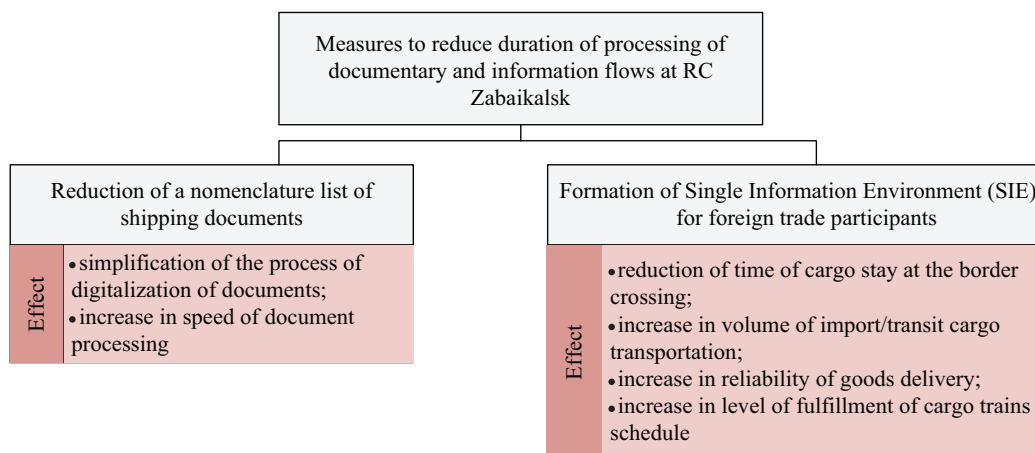 Measures to reduce duration of processing of
documentary and information flows at RC
Zabaikalsk
Reduction of a nomenclature list of
shipping documents
Effect
•simplification of the process of
digitalization of documents;
•increase in speed of document
processing
Formation of Single Information Environment (SIE)
for foreign trade participants
Effect
•reduction of time of cargo stay at the border
crossing;
•increase in volume of import/transit cargo
transportation;
•increase in reliability of goods delivery;
•increase in level of fulfillment of cargo trains
schedule